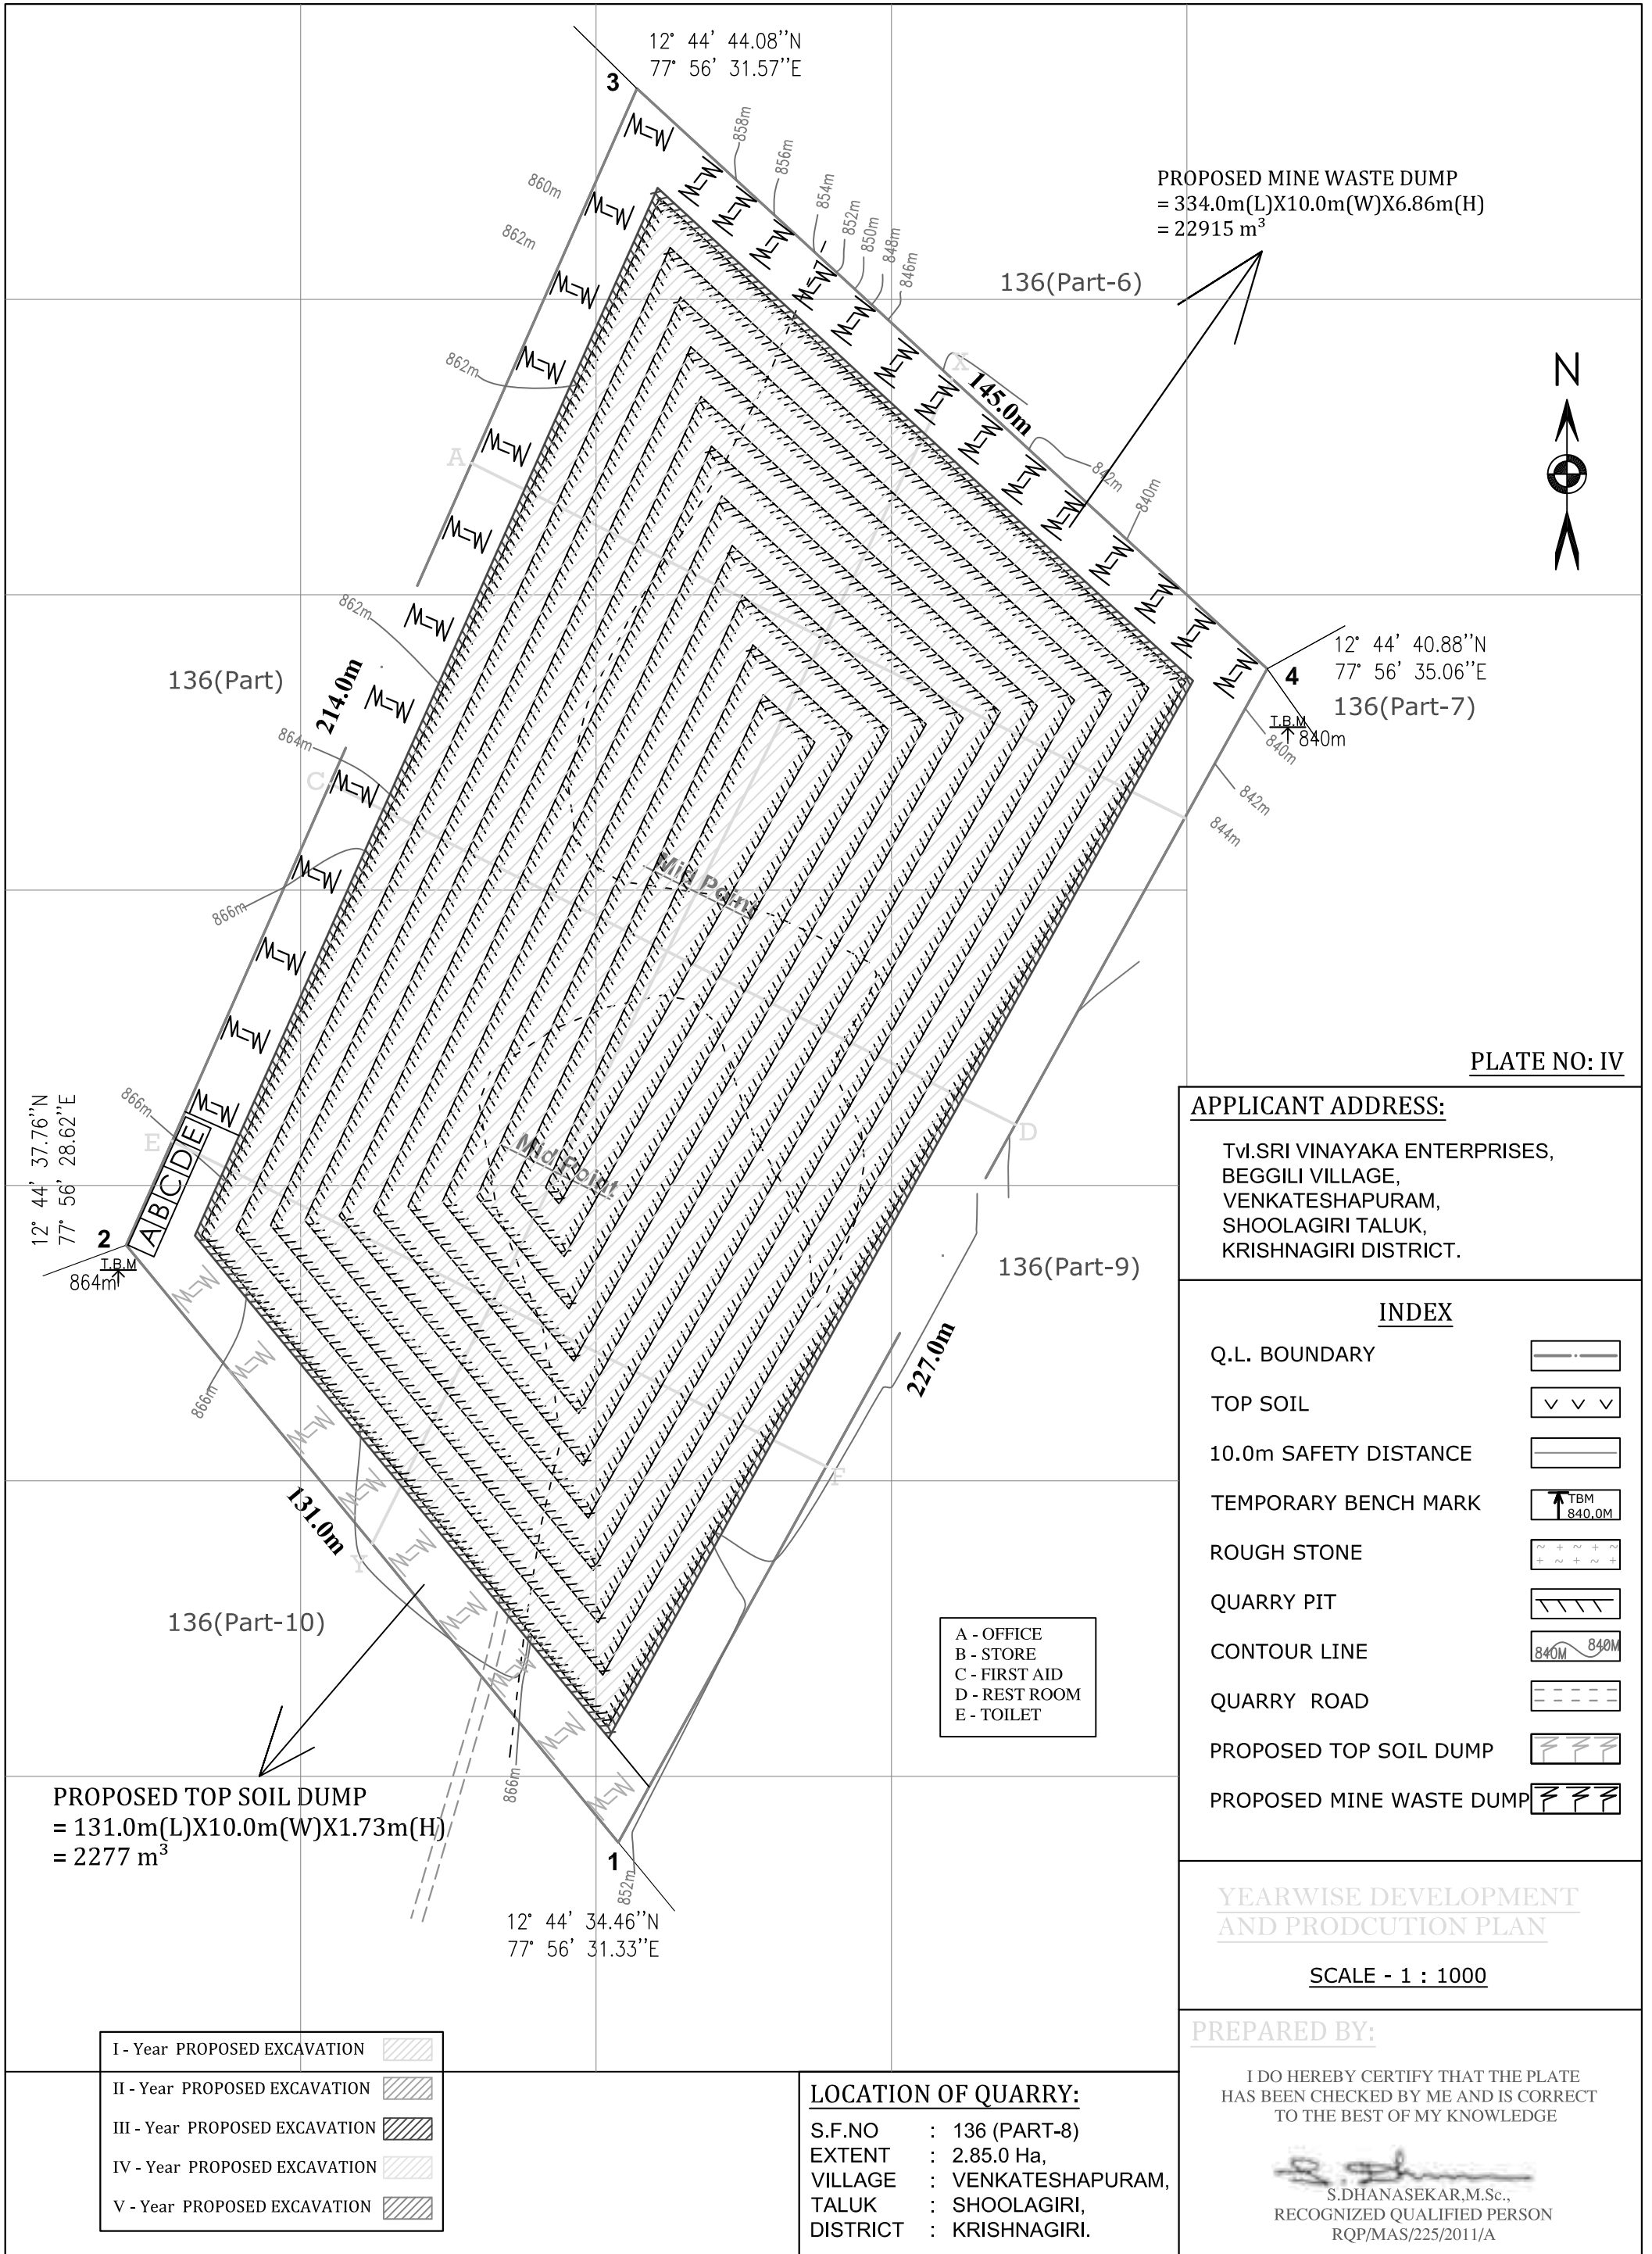 12° 44' 44.08''N
77° 56' 31.57''E
3
858m
856m
854m
852m
850m
848m
846m
860m
862m
PROPOSED MINE WASTE DUMP
= 334.0m(L)X10.0m(W)X6.86m(H)
= 22915 m³
136(Part-6)
N
862m
X
145.0m
A
842m
840m
862m
12° 44' 40.88''N
77° 56' 35.06''E
4
136(Part-7)
T.B.M
840m
840m
842m
844m
136(Part)
214.0m
864m
C
Mid Point
866m
PLATE NO: IV
12° 44' 37.76''N
77° 56' 28.62''E
866m
E
A B C D E
D
Mid Point
2
T.B.M
864m
136(Part-9)
866m
227.0m
F
131.0m
Y
136(Part-10)
A - OFFICE
B - STORE
C - FIRST AID
D - REST ROOM
E - TOILET
PROPOSED TOP SOIL DUMP
= 131.0m(L)X10.0m(W)X1.73m(H)
= 2277 m³
866m
1
852m
12° 44' 34.46''N
77° 56' 31.33''E
APPLICANT ADDRESS:
Tvl.SRI VINAYAKA ENTERPRISES,
BEGGILI VILLAGE,
VENKATESHAPURAM,
SHOOLAGIRI TALUK,
KRISHNAGIRI DISTRICT.
INDEX
Q.L. BOUNDARY
TOP SOIL
10.0m SAFETY DISTANCE
TEMPORARY BENCH MARK
TBM
840.0M
ROUGH STONE
QUARRY PIT
CONTOUR LINE
840M 840M
QUARRY ROAD
PROPOSED TOP SOIL DUMP
PROPOSED MINE WASTE DUMP
YEARWISE DEVELOPMENT
AND PRODCUTION PLAN
SCALE - 1 : 1000
PREPARED BY:
I DO HEREBY CERTIFY THAT THE PLATE
HAS BEEN CHECKED BY ME AND IS CORRECT
TO THE BEST OF MY KNOWLEDGE
S.DHANASEKAR,M.Sc.,
RECOGNIZED QUALIFIED PERSON
RQP/MAS/225/2011/A
I - Year PROPOSED EXCAVATION
II - Year PROPOSED EXCAVATION
III - Year PROPOSED EXCAVATION
IV - Year PROPOSED EXCAVATION
V - Year PROPOSED EXCAVATION
LOCATION OF QUARRY:
S.F.NO : 136 (PART-8)
EXTENT : 2.85.0 Ha,
VILLAGE : VENKATESHAPURAM,
TALUK : SHOOLAGIRI,
DISTRICT : KRISHNAGIRI.